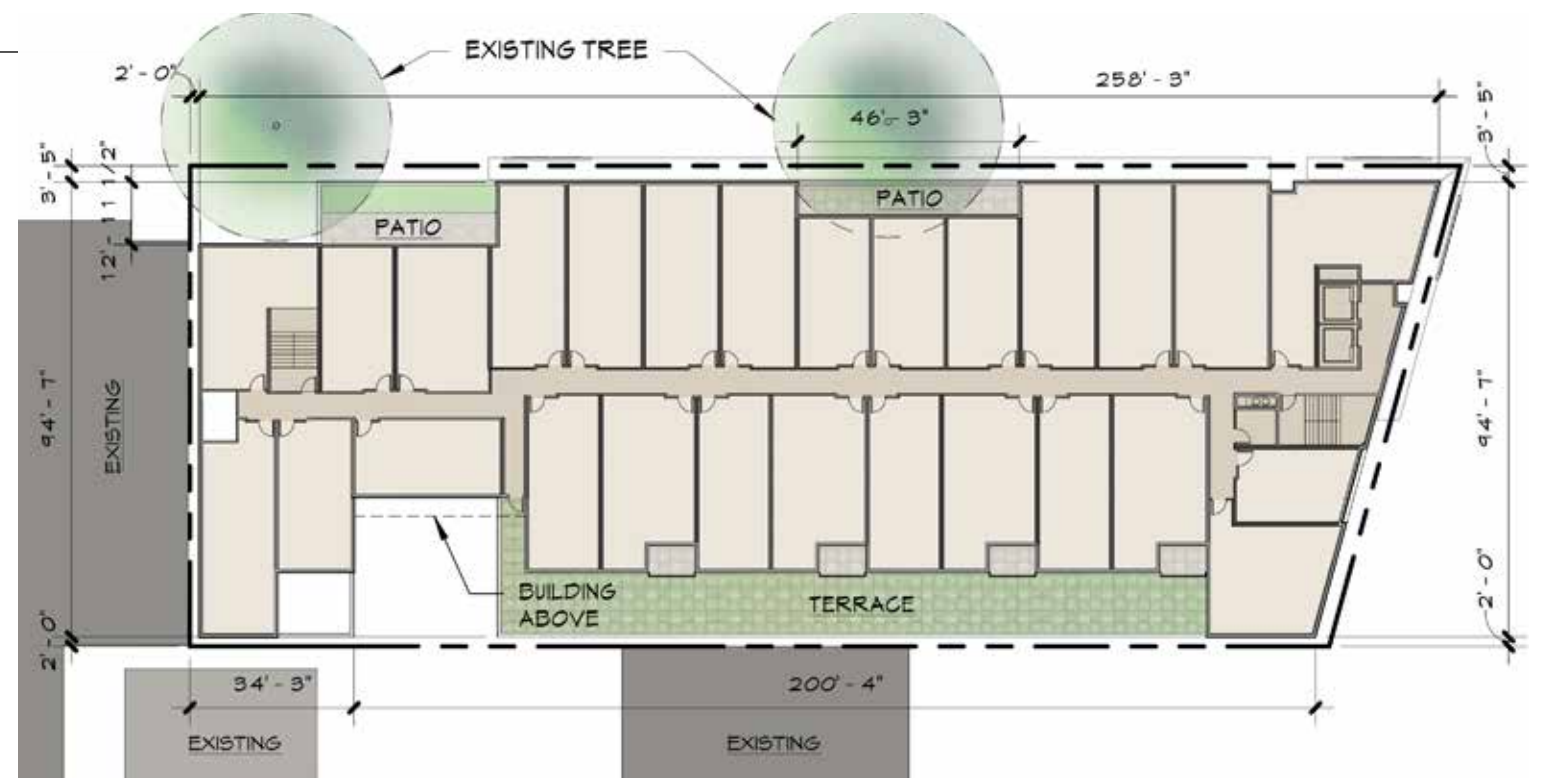 EXISTING TREE
2' - 0"
258' - 3"
46' - 3"
3' - 5"
3' - 5"
12' - 11 1/2"
PATIO
PATIO
94' - 7"
EXISTING
94' - 7"
BUILDING
ABOVE
TERRACE
2' - 0"
2' - 0"
34' - 3"
200' - 4"
EXISTING
EXISTING